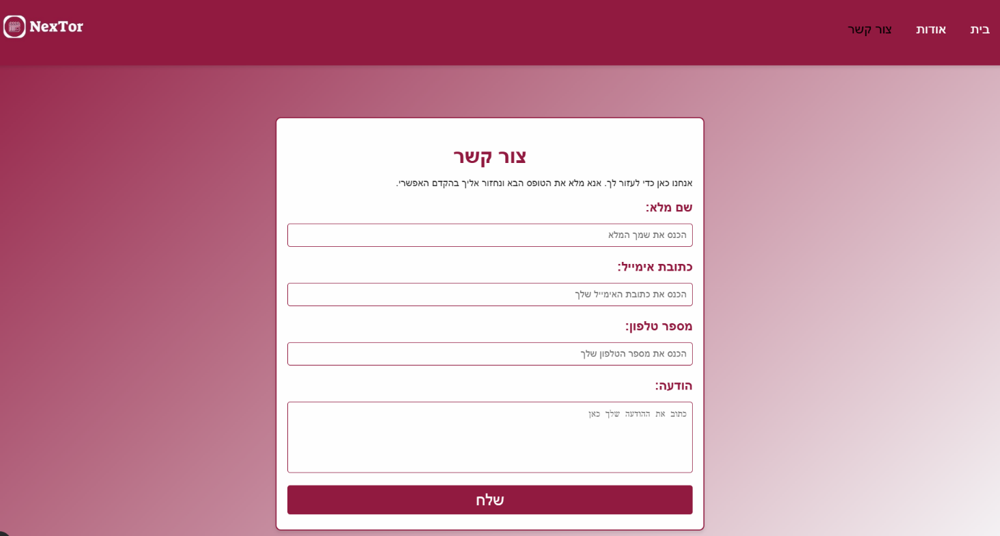 בית
אודות
צור קשר
NexTor
צור קשר
אנחנו כאן כדי לעזור לך. אנא מלא את הטופס הבא ונחזור אליך בהקדם האפשרי.
שם מלא:
הכנס את שמך המלא
כתובת אימייל:
הכנס את כתובת האימייל שלך
מספר טלפון:
הכנס את מספר הטלפון שלך
הודעה:
כתוב את ההודעה שלך כאן
שלח